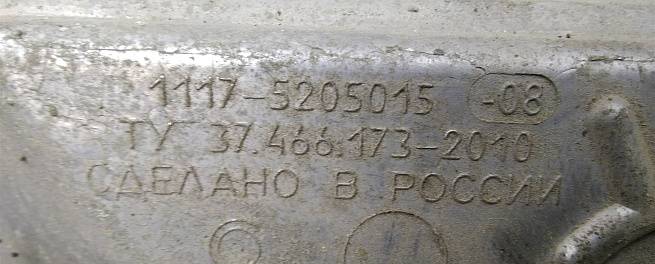 1117-5205015 -08
ТУ 37.466.173-2010
СДЕЛАНО В РОССИИ